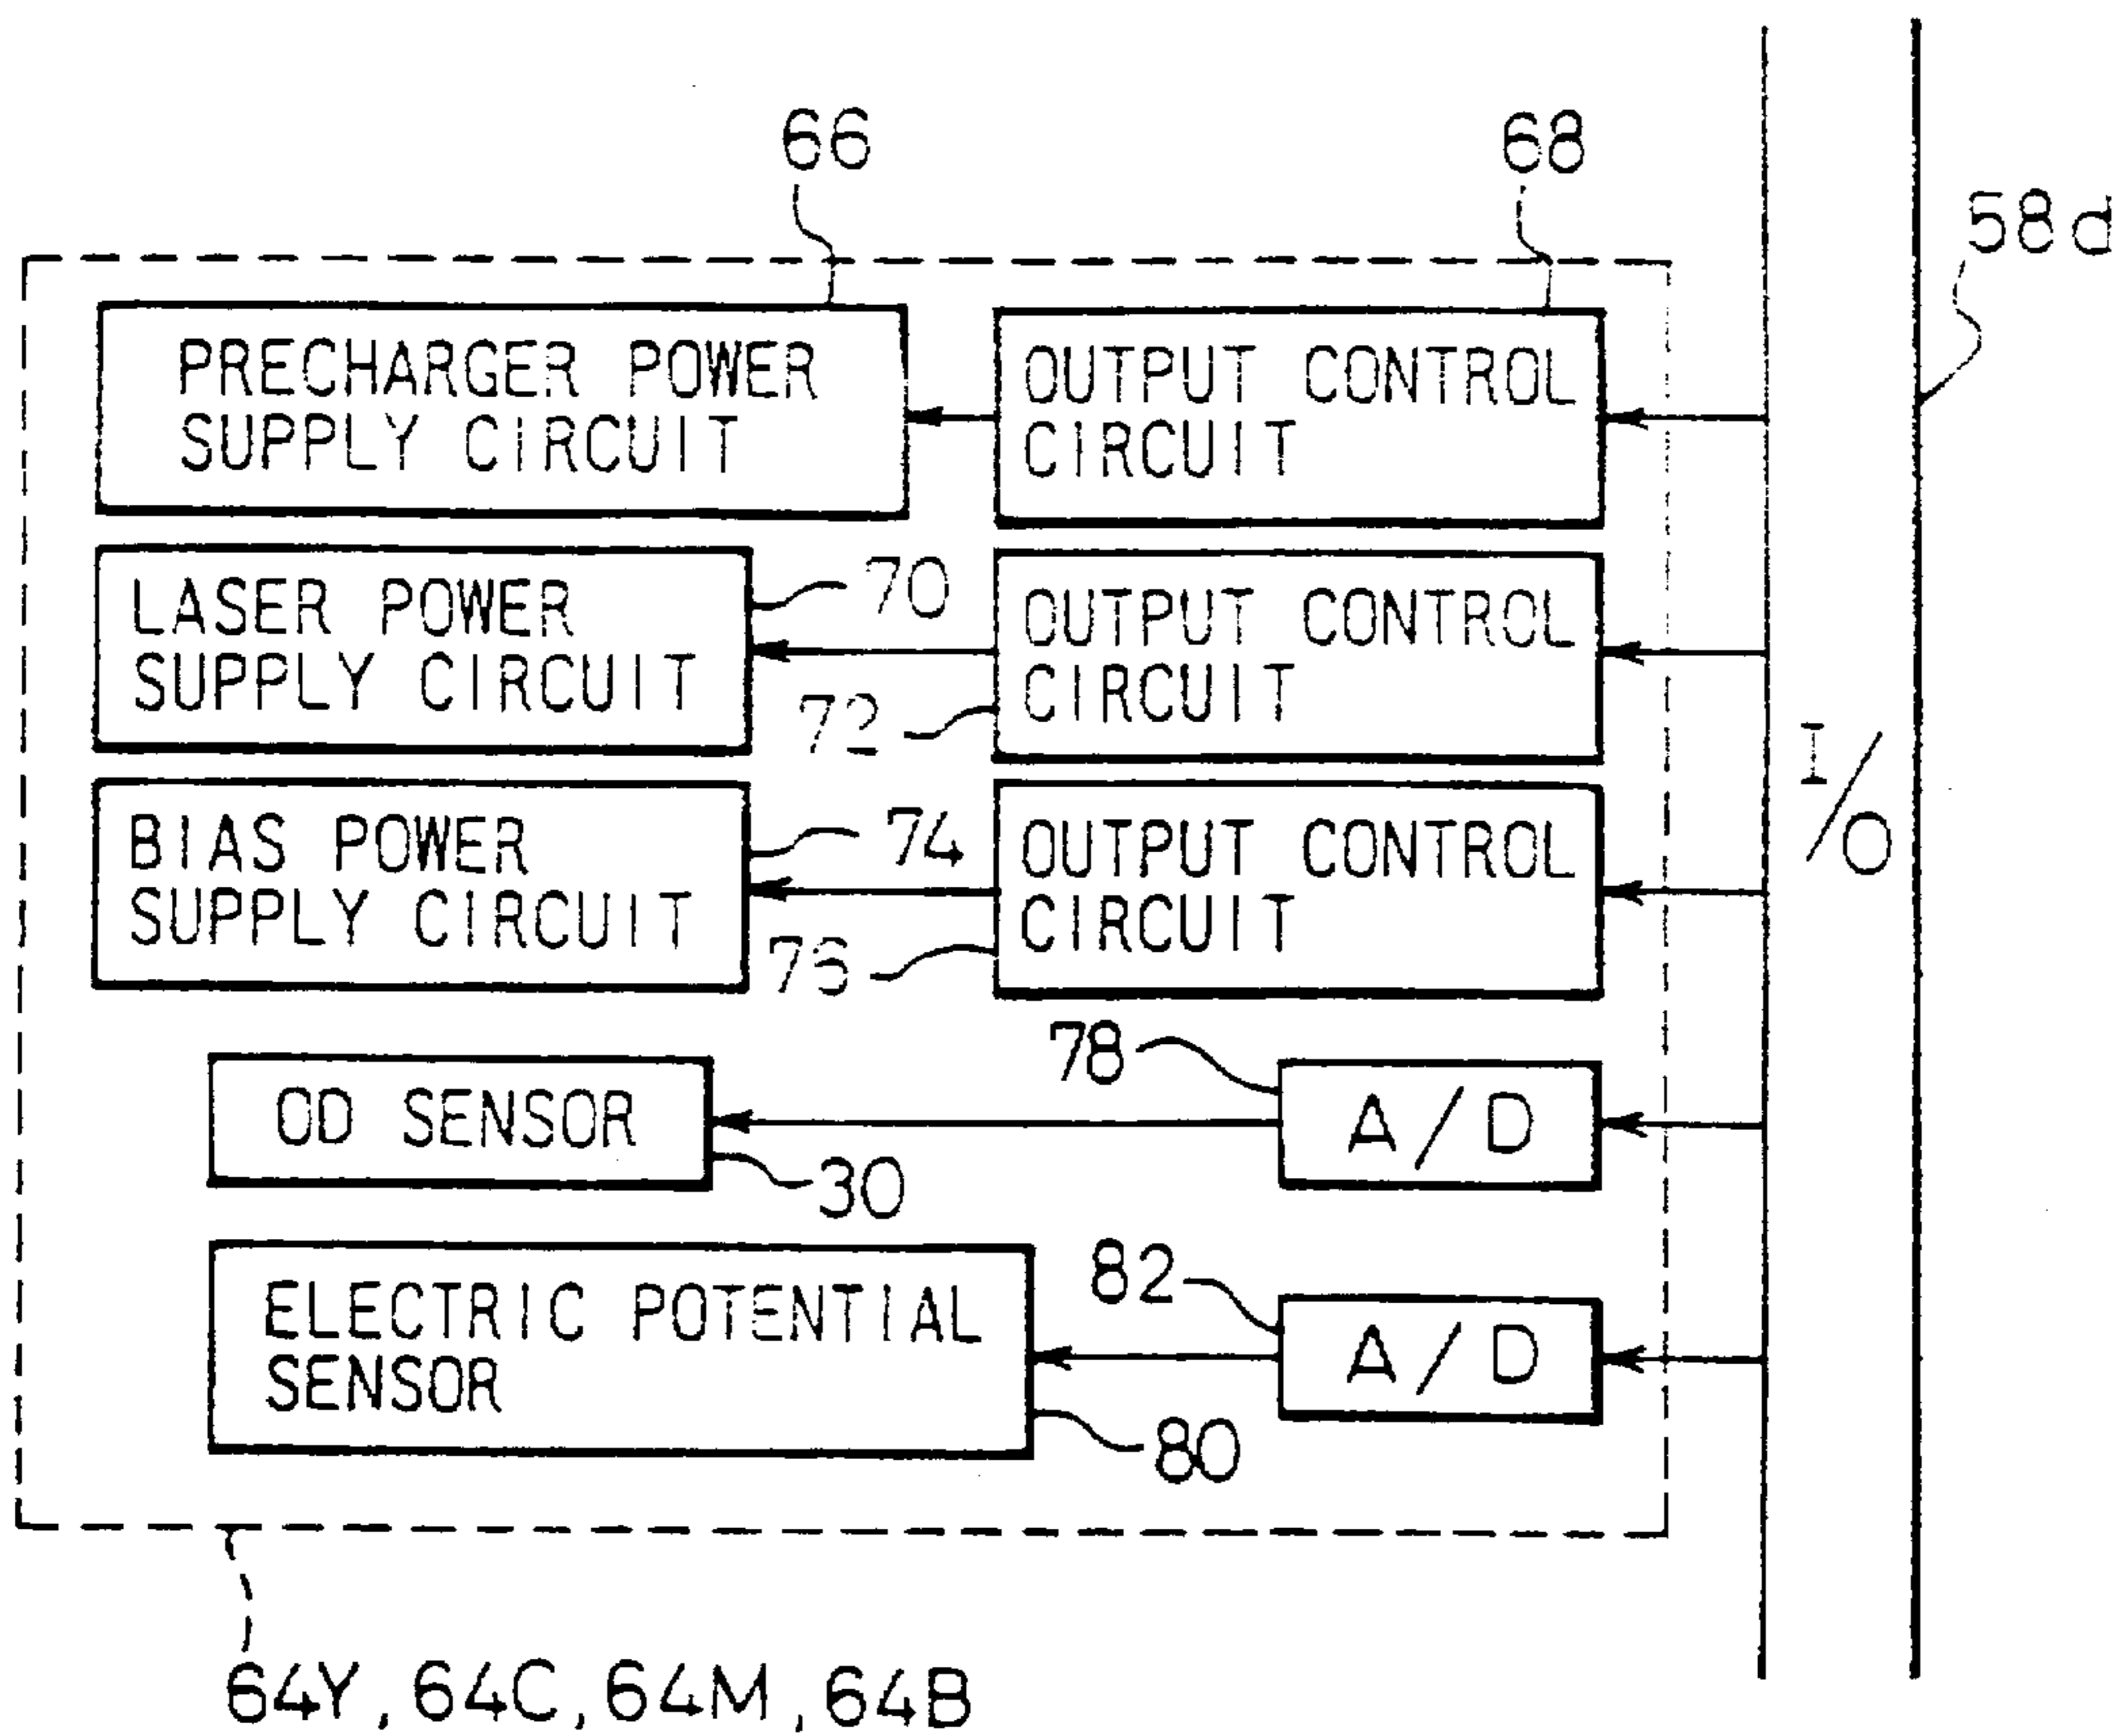 66
68
58d
PRECHARGER POWER
SUPPLY CIRCUIT
OUTPUT CONTROL
CIRCUIT
LASER POWER
SUPPLY CIRCUIT
70
72
OUTPUT CONTROL
CIRCUIT
I/O
BIAS POWER
SUPPLY CIRCUIT
74
76
OUTPUT CONTROL
CIRCUIT
OD SENSOR
30
78
A/D
ELECTRIC POTENTIAL
SENSOR
80
82
A/D
64Y, 64C, 64M, 64B